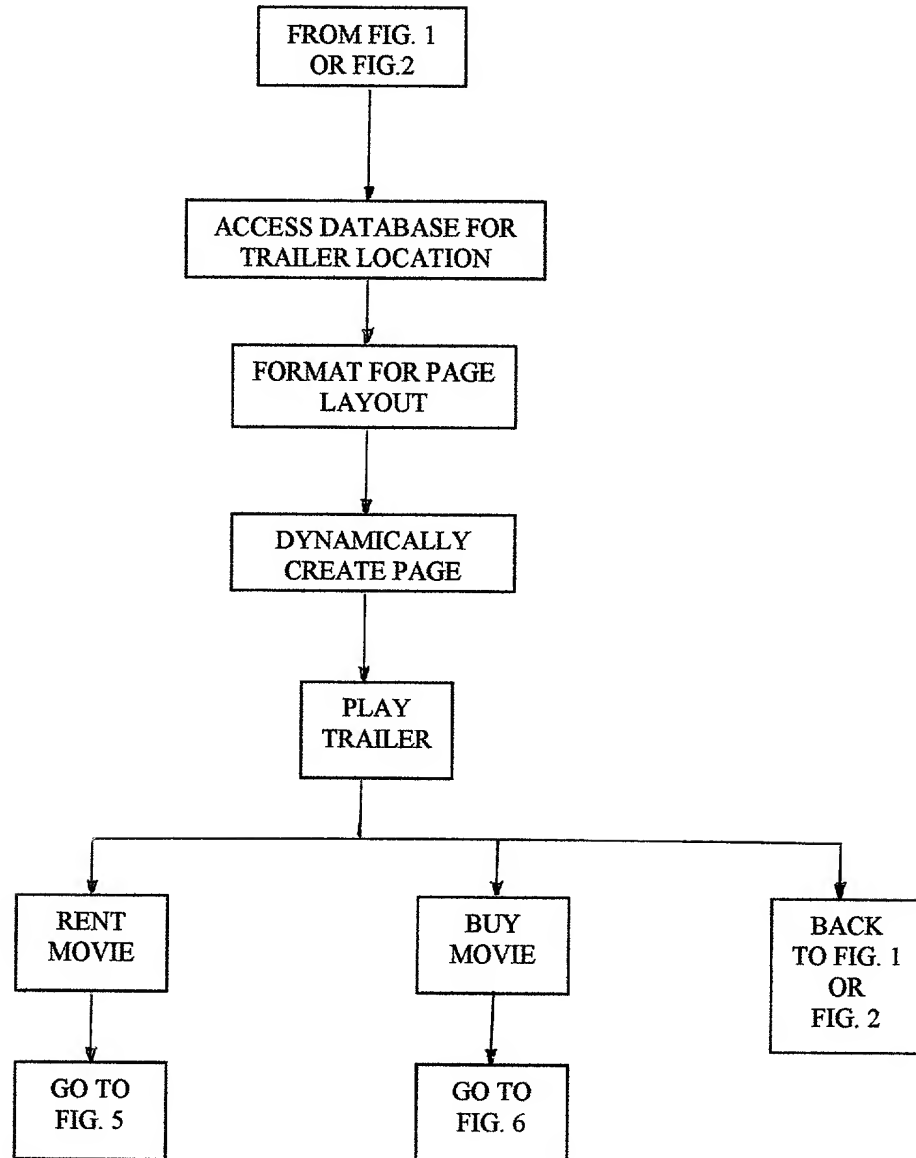 FROM FIG. 1
OR FIG.2
ACCESS DATABASE FOR
TRAILER LOCATION
FORMAT FOR PAGE
LAYOUT
DYNAMICALLY
CREATE PAGE
PLAY
TRAILER
RENT
MOVIE
BUY
MOVIE
BACK
TO FIG. 1
OR
FIG. 2
GO TO
FIG. 5
GO TO
FIG. 6